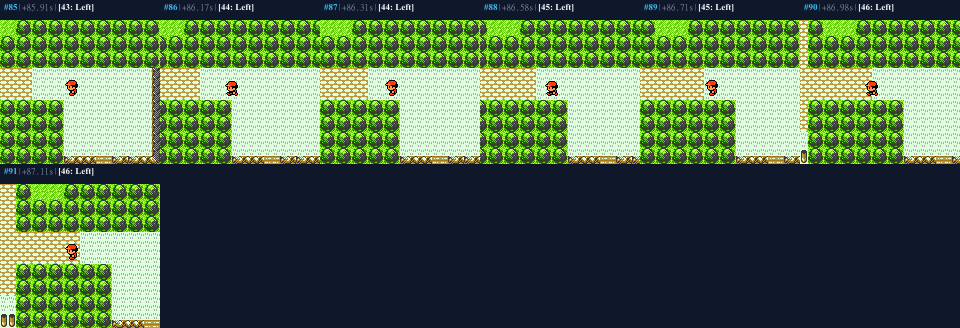 #85|+85.91s|[43: Left]
#86|+86.17s|[44: Left]
#87|+86.31s|[44: Left]
#88|+86.58s|[45: Left]
#89|+86.71s|[45: Left]
#90|+86.98s|[46: Left]
#91|+87.11s|[46: Left]